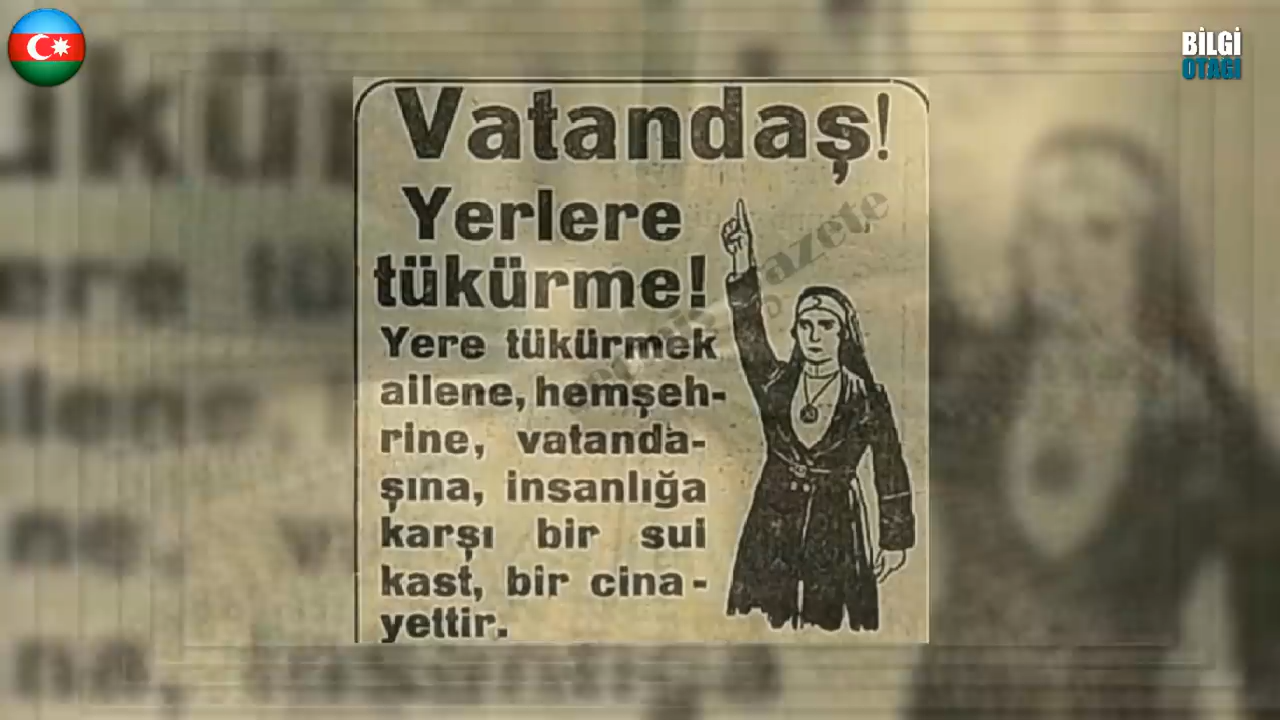 BİLGİ
OTAĞI
Vatandaş!
Yerlere
tükürme!
Yere tükürmek
ailene, hemşeh-
rine, vatanda-
şına, insanlığa
karşı bir sui
kast, bir cina-
yettir.
gazete